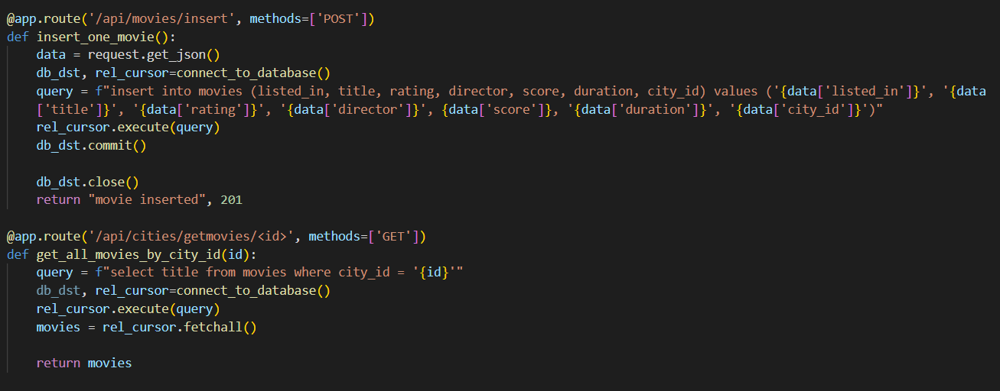 @app.route('/api/movies/insert', methods=['POST'])
def insert_one_movie():
    data = request.get_json()
    db_dst, rel_cursor=connect_to_database()
    query = f"insert into movies (listed_in, title, rating, director, score, duration, city_id) values ('{data['listed_in']}', '{data
    ['title']}', '{data['rating']}', '{data['director']}', {data['score']}, '{data['duration']}', '{data['city_id']}')"
    rel_cursor.execute(query)
    db_dst.commit()

    db_dst.close()
    return "movie inserted", 201

@app.route('/api/cities/getmovies/<id>', methods=['GET'])
def get_all_movies_by_city_id(id):
    query = f"select title from movies where city_id = '{id}'"
    db_dst, rel_cursor=connect_to_database()
    rel_cursor.execute(query)
    movies = rel_cursor.fetchall()

    return movies